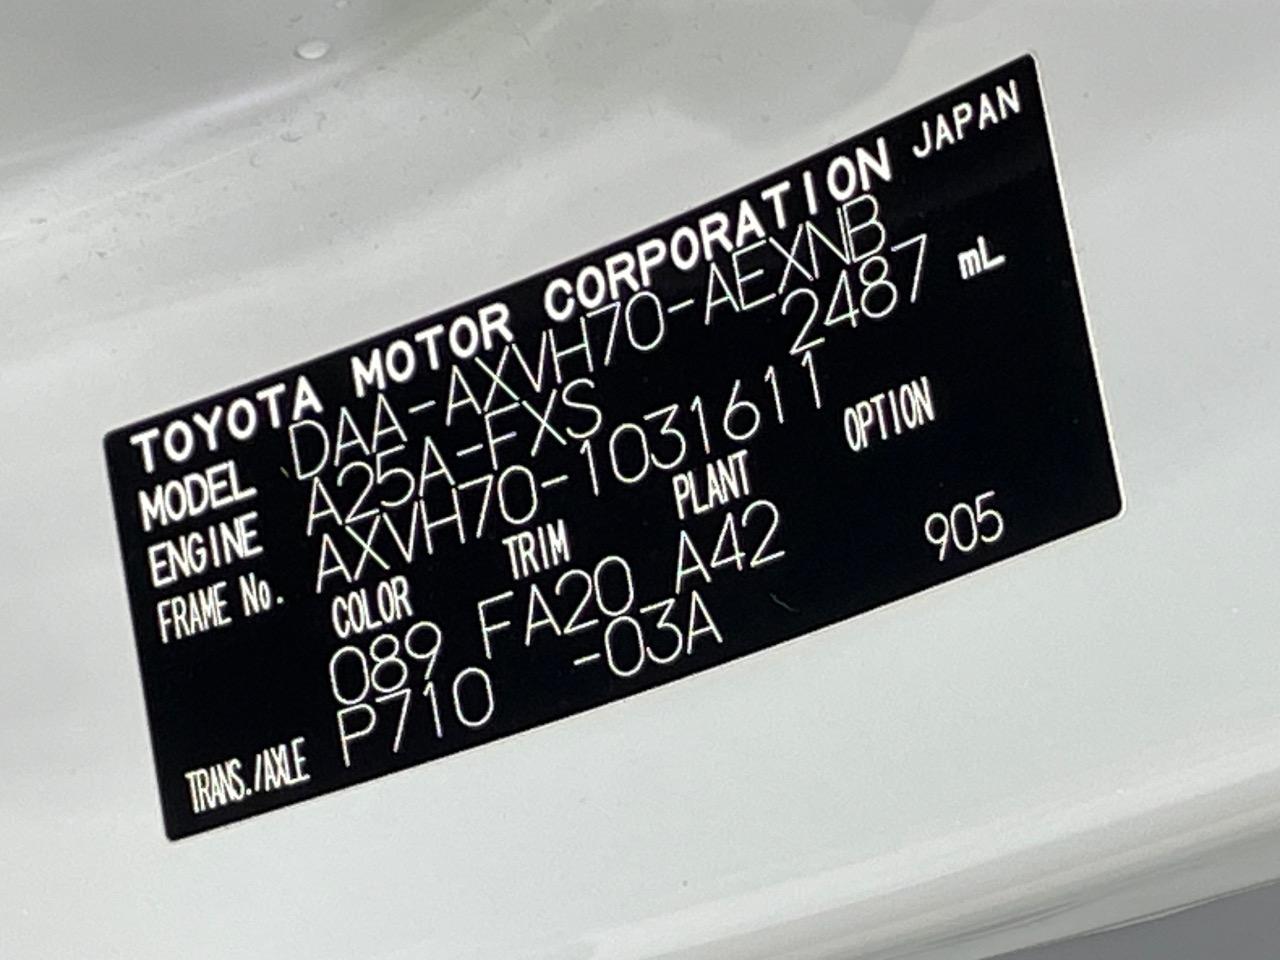 TOYOTA MOTOR CORPORATION JAPAN
MODEL DAA-AXVH70-AEXNB
ENGINE A25A-FXS 2487 mL
FRAME No. AXVH70-1031611
COLOR TRIM PLANT OPTION
089 FA20 A42 905
TRANS./AXLE P710 -03A